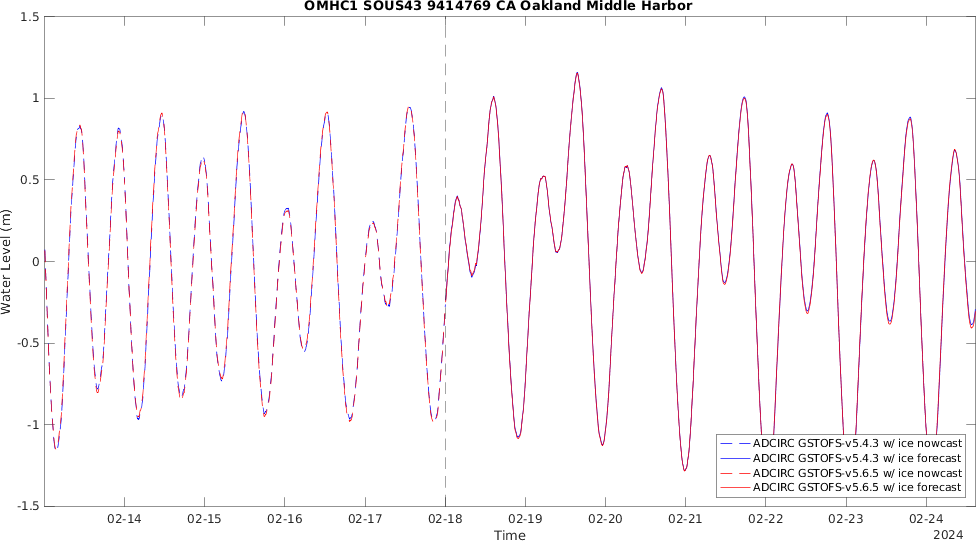 OMHC1 SOUS43 9414769 CA Oakland Middle Harbor
1.5
1
0.5
0
-0.5
-1
-1.5
Water Level (m)
ADCIRC GSTOFS-v5.4.3 w/ ice nowcast
ADCIRC GSTOFS-v5.4.3 w/ ice forecast
ADCIRC GSTOFS-v5.6.5 w/ ice nowcast
ADCIRC GSTOFS-v5.6.5 w/ ice forecast
02-14 02-15 02-16 02-17 02-18 02-19 02-20 02-21 02-22 02-23 02-24
Time
2024